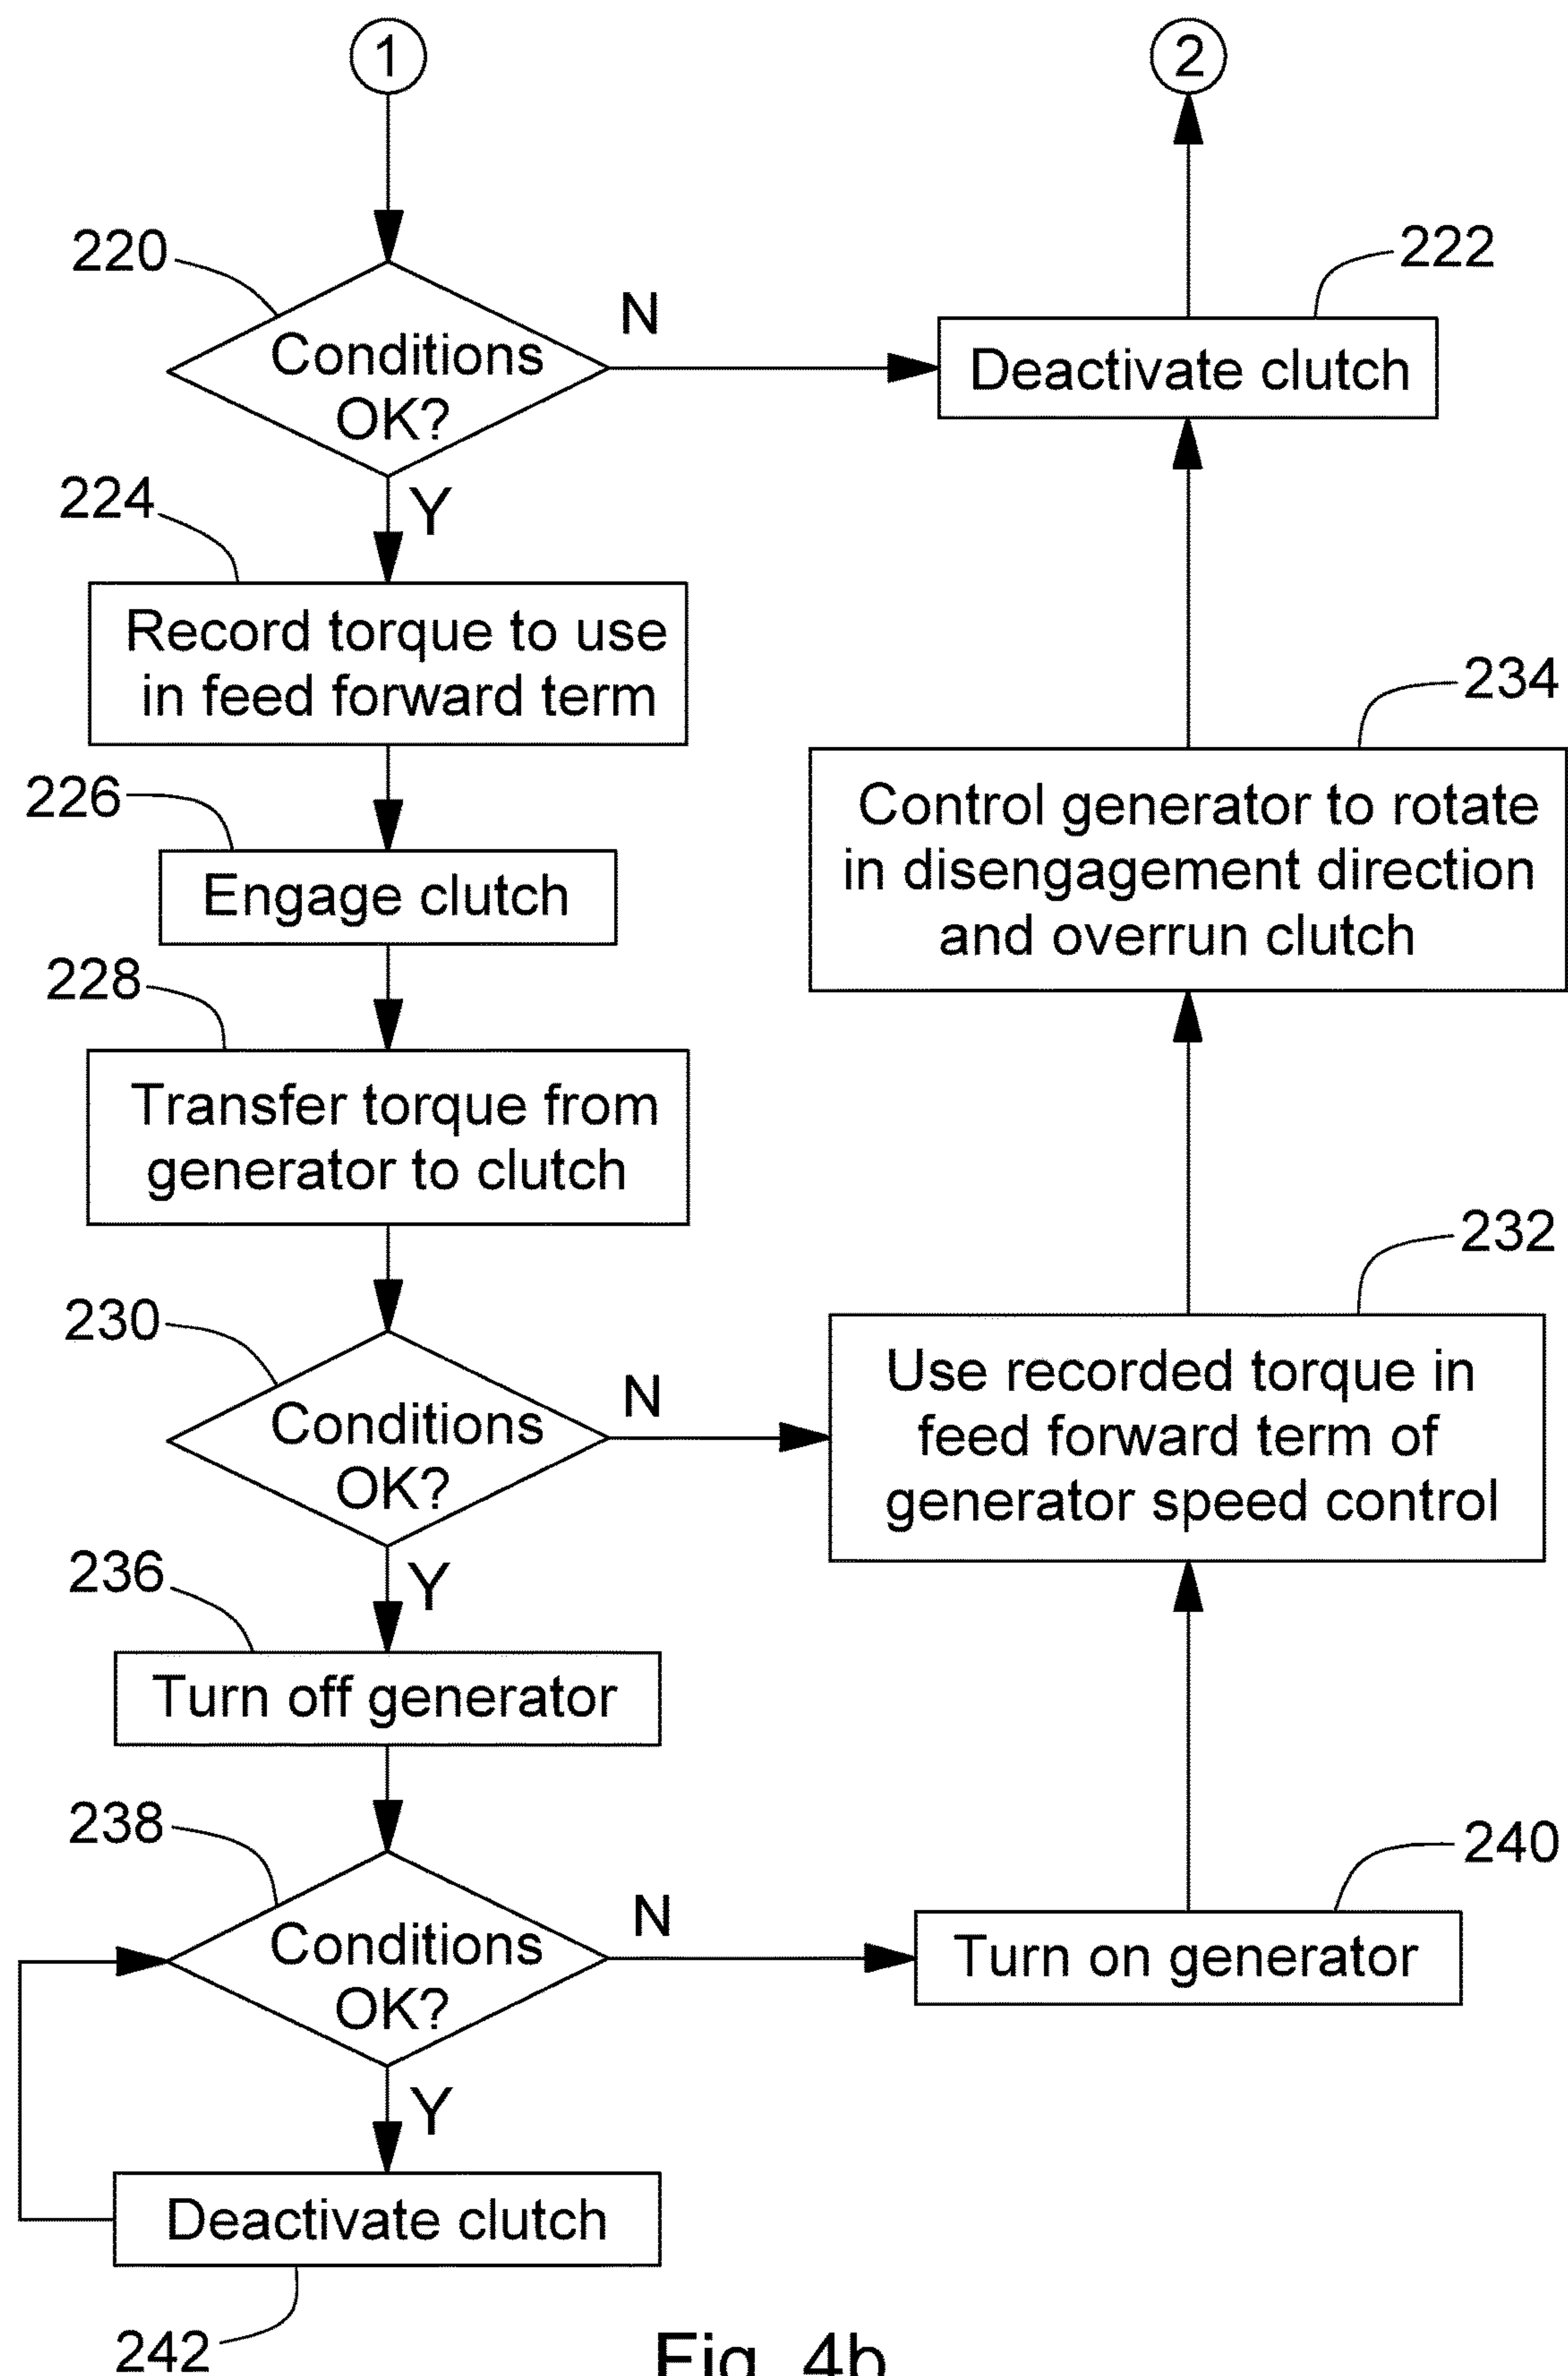 1
2
220
Conditions
OK?
N
222
Deactivate clutch
Y
224
Record torque to use
in feed forward term
226
Engage clutch
228
Transfer torque from
generator to clutch
234
Control generator to rotate
in disengagement direction
and overrun clutch
230
Conditions
OK?
N
232
Use recorded torque in
feed forward term of
generator speed control
Y
236
Turn off generator
238
Conditions
OK?
N
240
Turn on generator
Y
Deactivate clutch
242
Fig. 4b